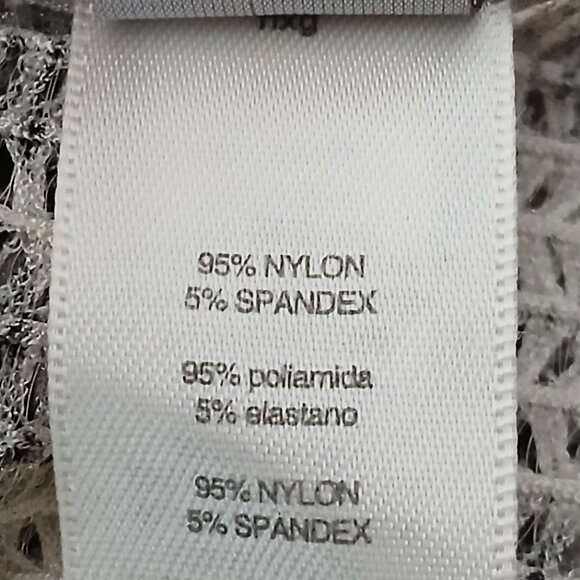 95% NYLON
5% SPANDEX
95% poliamida
5% elastano
95% NYLON
5% SPANDEX